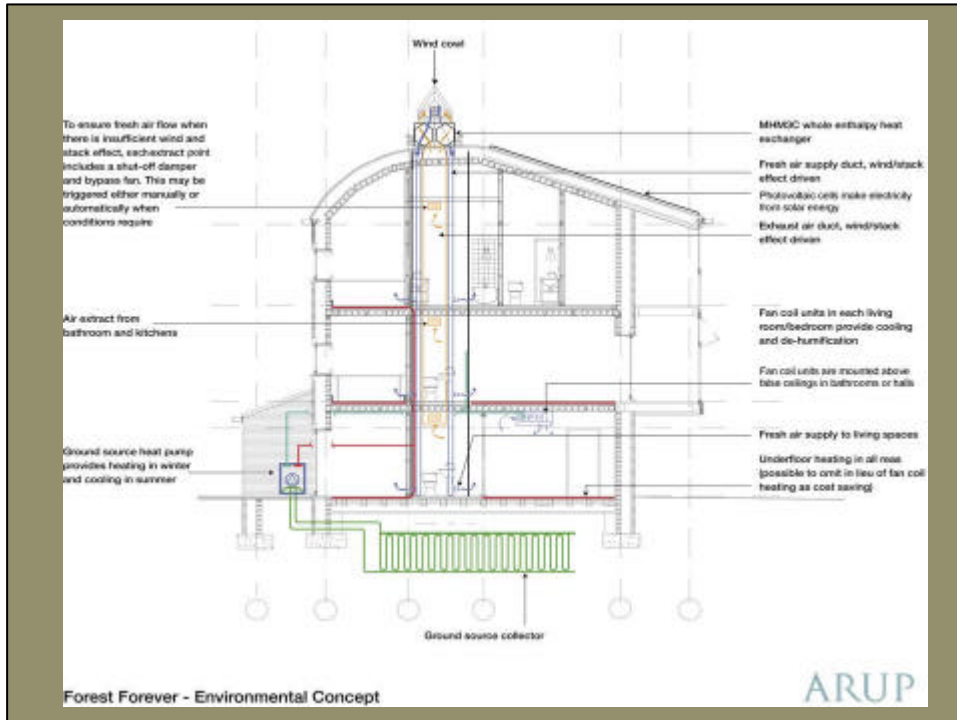 Wind cowl
To ensure fresh air flow when
there is insufficient wind and
stack effect, each extract point
includes a shut-off damper
and bypass fan. This may be
triggered either manually or
automatically when
conditions require
Air extract from
bathroom and kitchens
Ground source heat pump
provides heating in winter
and cooling in summer
MHM3C whole enthalpy heat
exchanger
Fresh air supply duct, wind/stack
effect driven
Photovoltaic cells make electricity
from solar energy
Exhaust air duct, wind/stack
effect driven
Fan coil units in each living
room/bedroom provide cooling
and de-humification
Fan coil units are mounted above
false ceilings in bathrooms or halls
Fresh air supply to living spaces
Underfloor heating in all reas
(possible to omit in lieu of fan coil
heating as cost saving)
Ground source collector
Forest Forever - Environmental Concept
ARUP